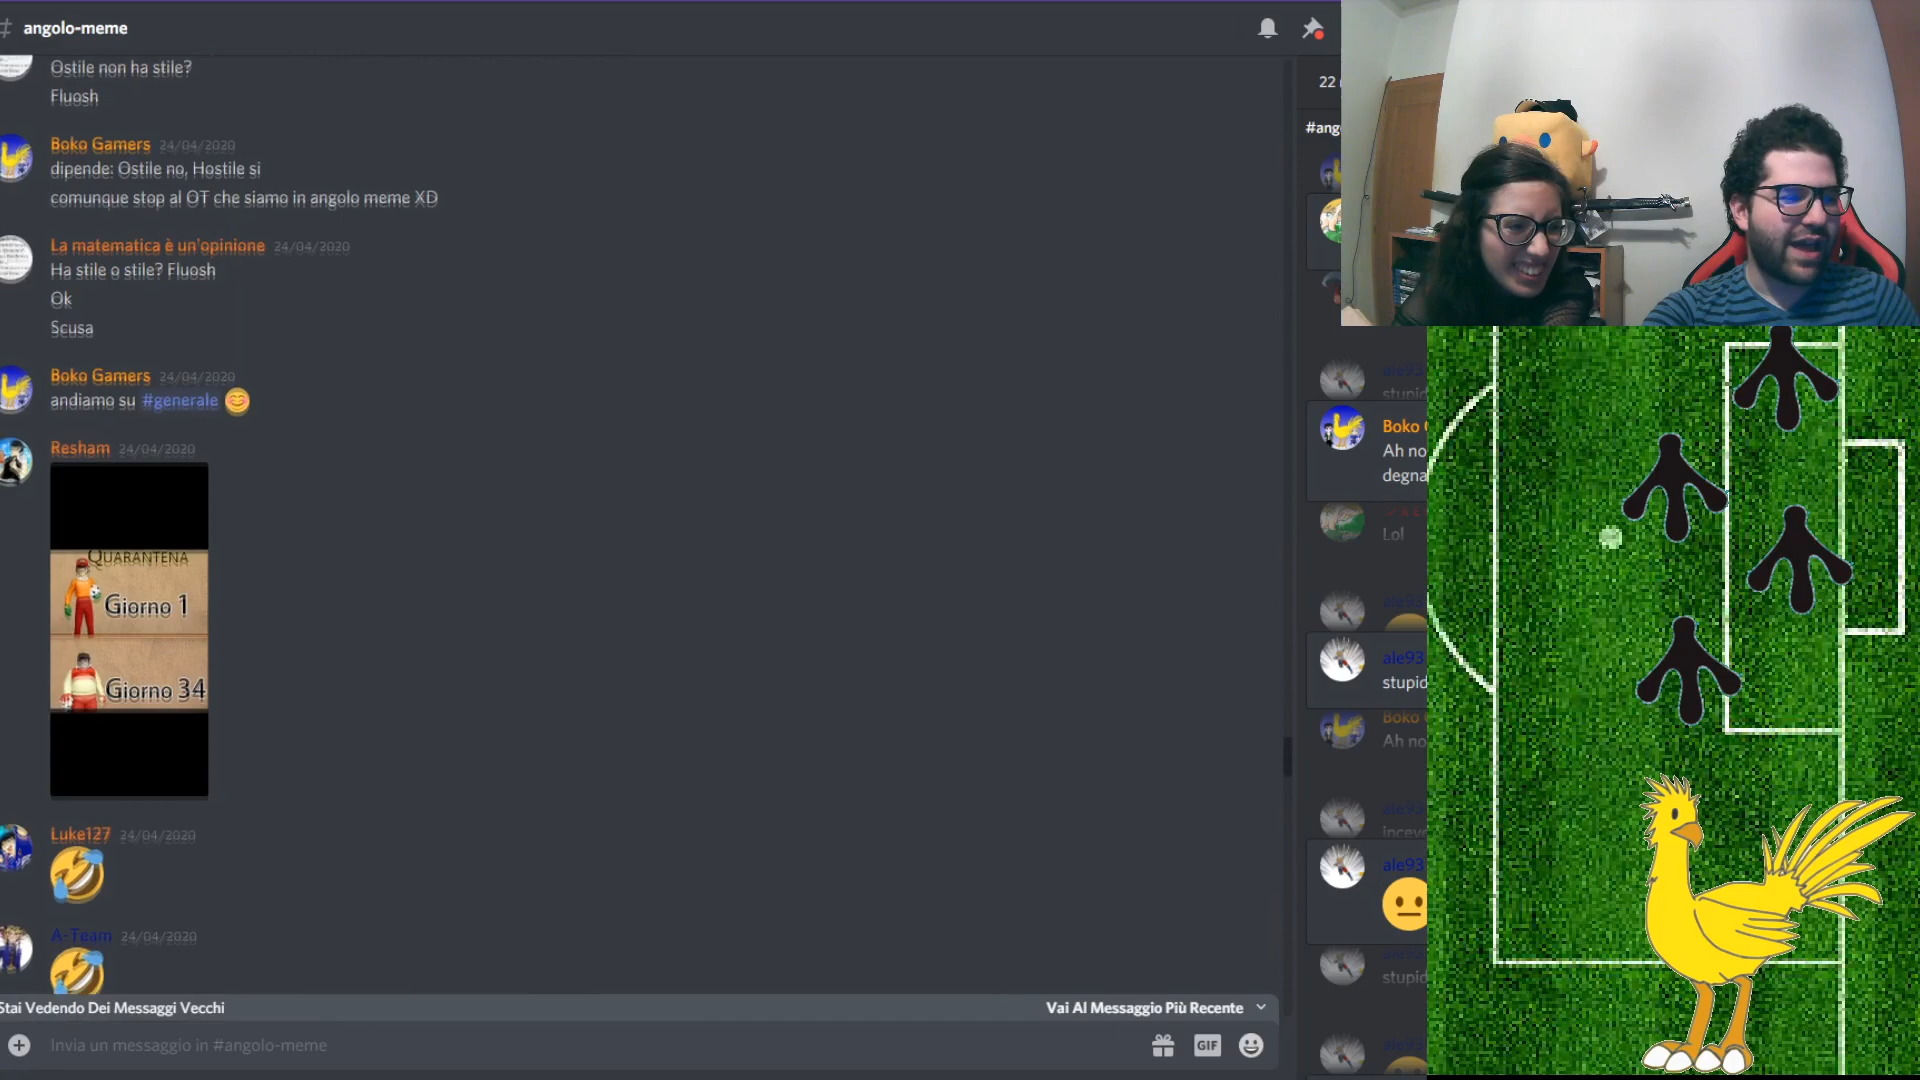 angolo-meme
Ostile non ha stile?
Fluosh
Boko Gamers 24/04/2020
dipende: Ostile no, Hostile si
comunque stop al OT che siamo in angolo meme XD
La matematica è un'opinione 24/04/2020
Ha stile o stile? Fluosh
Ok
Scusa
Boko Gamers 24/04/2020
andiamo su #generale
Resham 24/04/2020
QUARANTENA
Giorno 1
Giorno 34
Luke127 24/04/2020
A-Team 24/04/2020
Stai Vedendo Dei Messaggi Vecchi
Vai Al Messaggio Più Recente
Invia un messaggio in #angolo-meme
GIF
22
#ang
ale93
stupid
Boko
Ah no
degna
Lol
ale93
ale93
stupid
Boko
Ah no
ale93
ale93
stupid